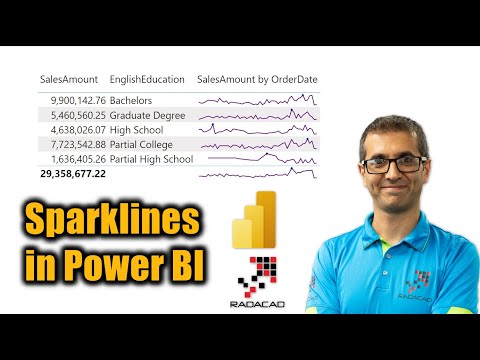 SalesAmount EnglishEducation SalesAmount by OrderDate
9,900,142.76 Bachelors
5,460,560.25 Graduate Degree
4,638,026.07 High School
7,723,542.88 Partial College
1,636,405.26 Partial High School
29,358,677.22
Sparklines
in Power BI
RADACAD